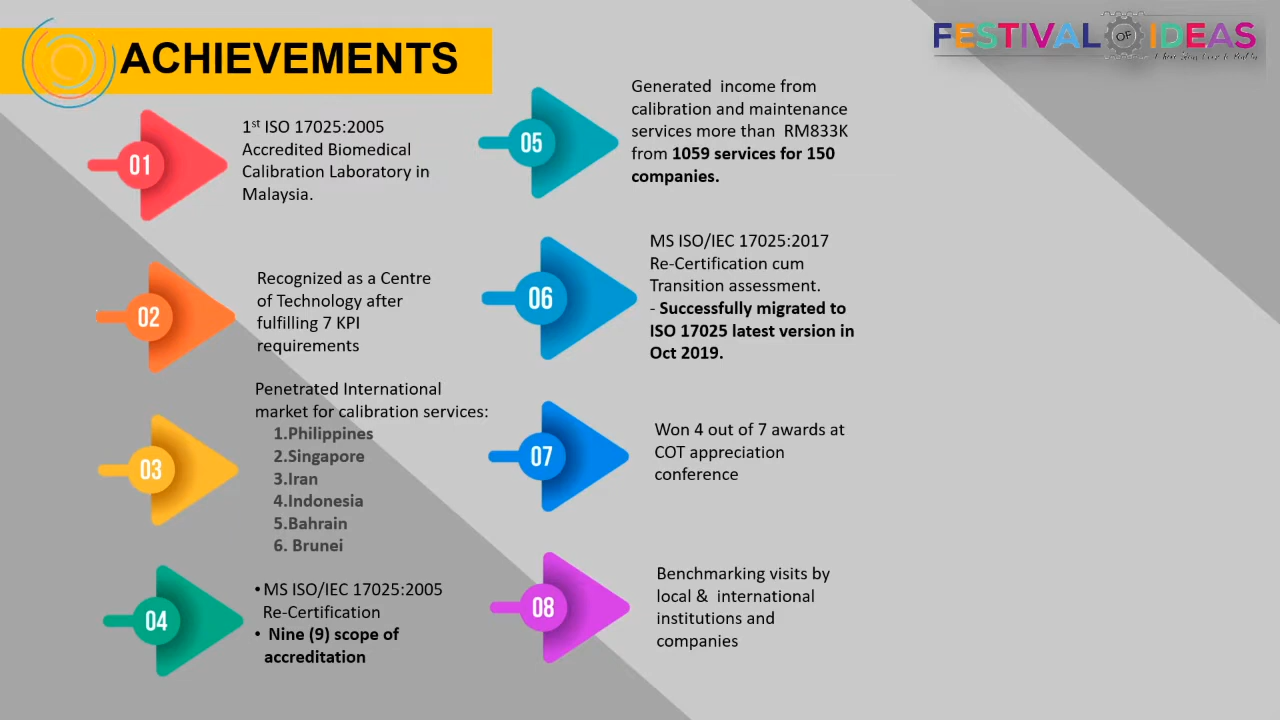 ACHIEVEMENTS
FESTIVAL OF IDEAS
01
1st ISO 17025:2005
Accredited Biomedical
Calibration Laboratory in
Malaysia.
02
Recognized as a Centre
of Technology after
fulfilling 7 KPI
requirements
03
Penetrated International
market for calibration services:
1.Philippines
2.Singapore
3.Iran
4.Indonesia
5.Bahrain
6. Brunei
04
• MS ISO/IEC 17025:2005
Re-Certification
• Nine (9) scope of
accreditation
05
Generated income from
calibration and maintenance
services more than RM833K
from 1059 services for 150
companies.
06
MS ISO/IEC 17025:2017
Re-Certification cum
Transition assessment.
- Successfully migrated to
ISO 17025 latest version in
Oct 2019.
07
Won 4 out of 7 awards at
COT appreciation
conference
08
Benchmarking visits by
local & international
institutions and
companies